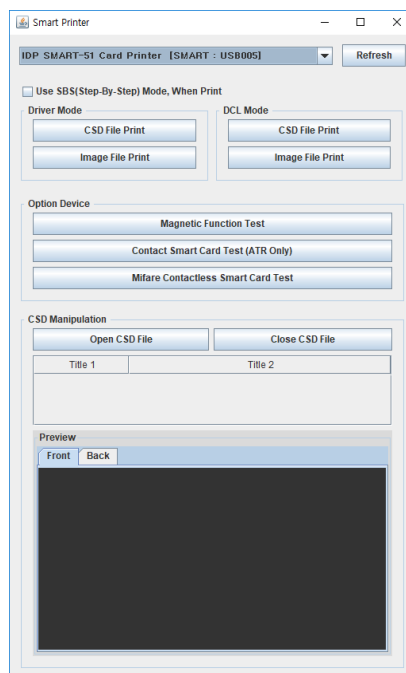 Smart Printer
IDP SMART-51 Card Printer [SMART : USB005]
Refresh
Use SBS(Step-By-Step) Mode, When Print
Driver Mode
CSD File Print
Image File Print
DCL Mode
CSD File Print
Image File Print
Option Device
Magnetic Function Test
Contact Smart Card Test (ATR Only)
Mifare Contactless Smart Card Test
CSD Manipulation
Open CSD File
Close CSD File
Title 1
Title 2
Preview
Front
Back